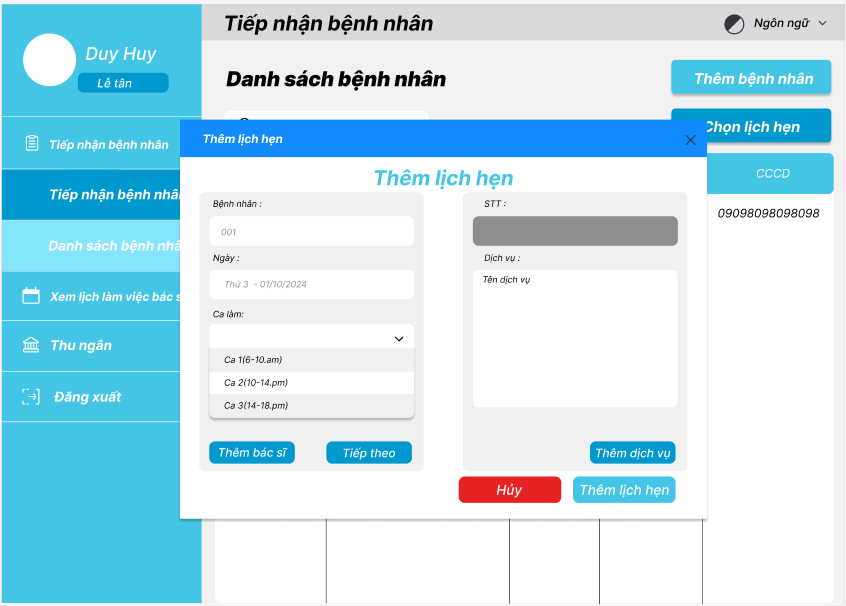 Duy Huy
Lễ tân
Tiếp nhận bệnh nhân
Tiếp nhận bệnh nhân
Danh sách bệnh
Xem lịch làm việc bác
Thu ngân
Đăng xuất
Tiếp nhận bệnh nhân
Ngôn ngữ
Danh sách bệnh nhân
Thêm bệnh nhân
Chọn lịch hẹn
CCCD
09098098098098
Thêm lịch hẹn
Thêm lịch hẹn
Bệnh nhân :
001
Ngày :
Thứ 3 - 01/10/2024
Ca làm:
Ca 1(6-10.am)
Ca 2(10-14.pm)
Ca 3(14-18.pm)
Thêm bác sĩ
Tiếp theo
STT :
Dịch vụ :
Tên dịch vụ
Thêm dịch vụ
Hủy
Thêm lịch hẹn